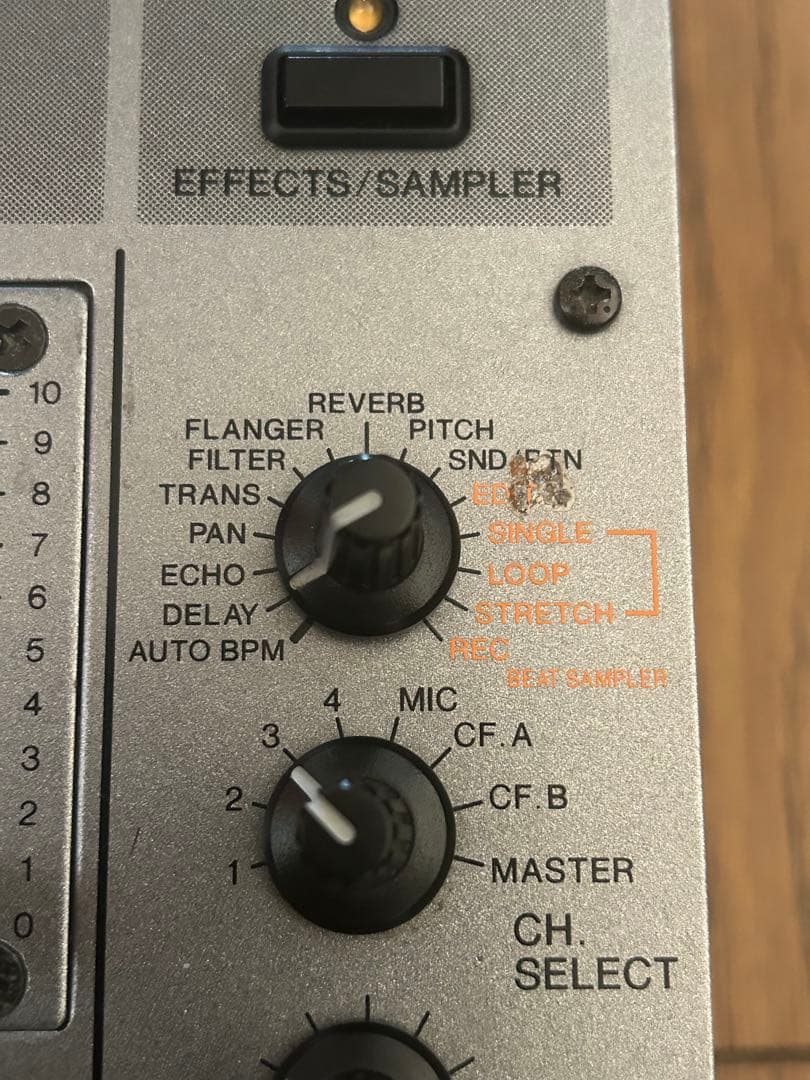 EFFECTS/SAMPLER
10
9
8
7
6
5
4
3
2
1
0
REVERB
FLANGER
PITCH
FILTER
TRANS
PAN
SINGLE
ECHO
LOOP
DELAY
STRETCH
AUTO BPM
REC
BEAT SAMPLER
4
MIC
3
CF. A
2
CF. B
1
MASTER
CH.
SELECT